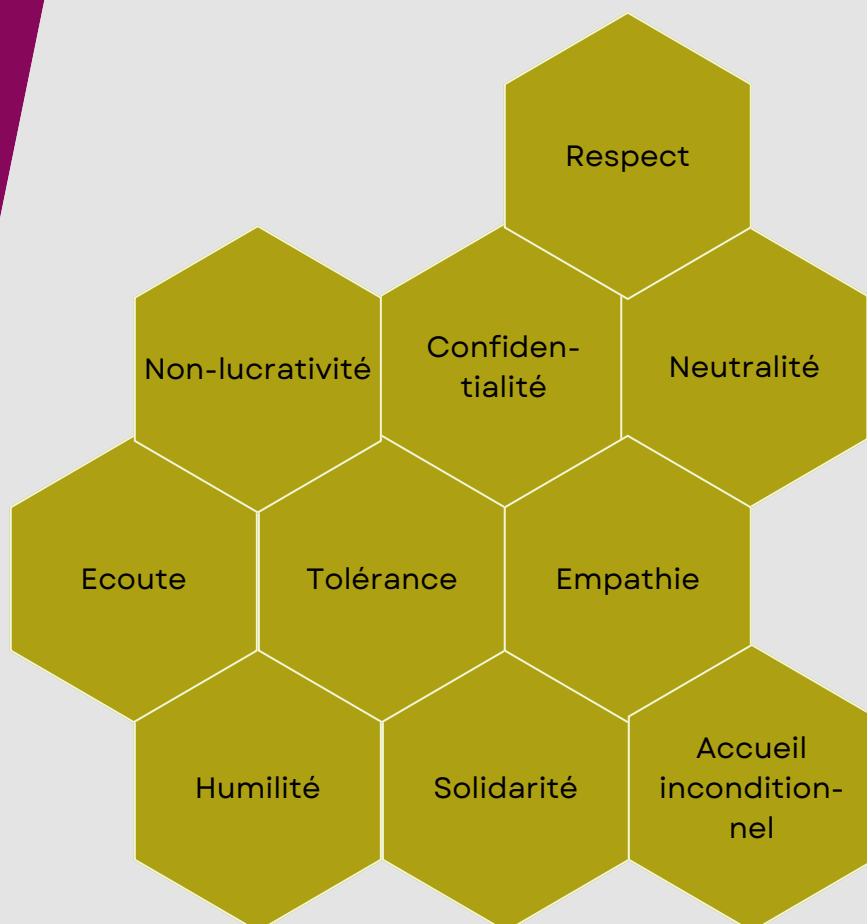 Respect
Non-lucrativité
Confiden-
tialité
Neutralité
Ecoute
Tolérance
Empathie
Humilité
Solidarité
Accueil
incondition-
nel